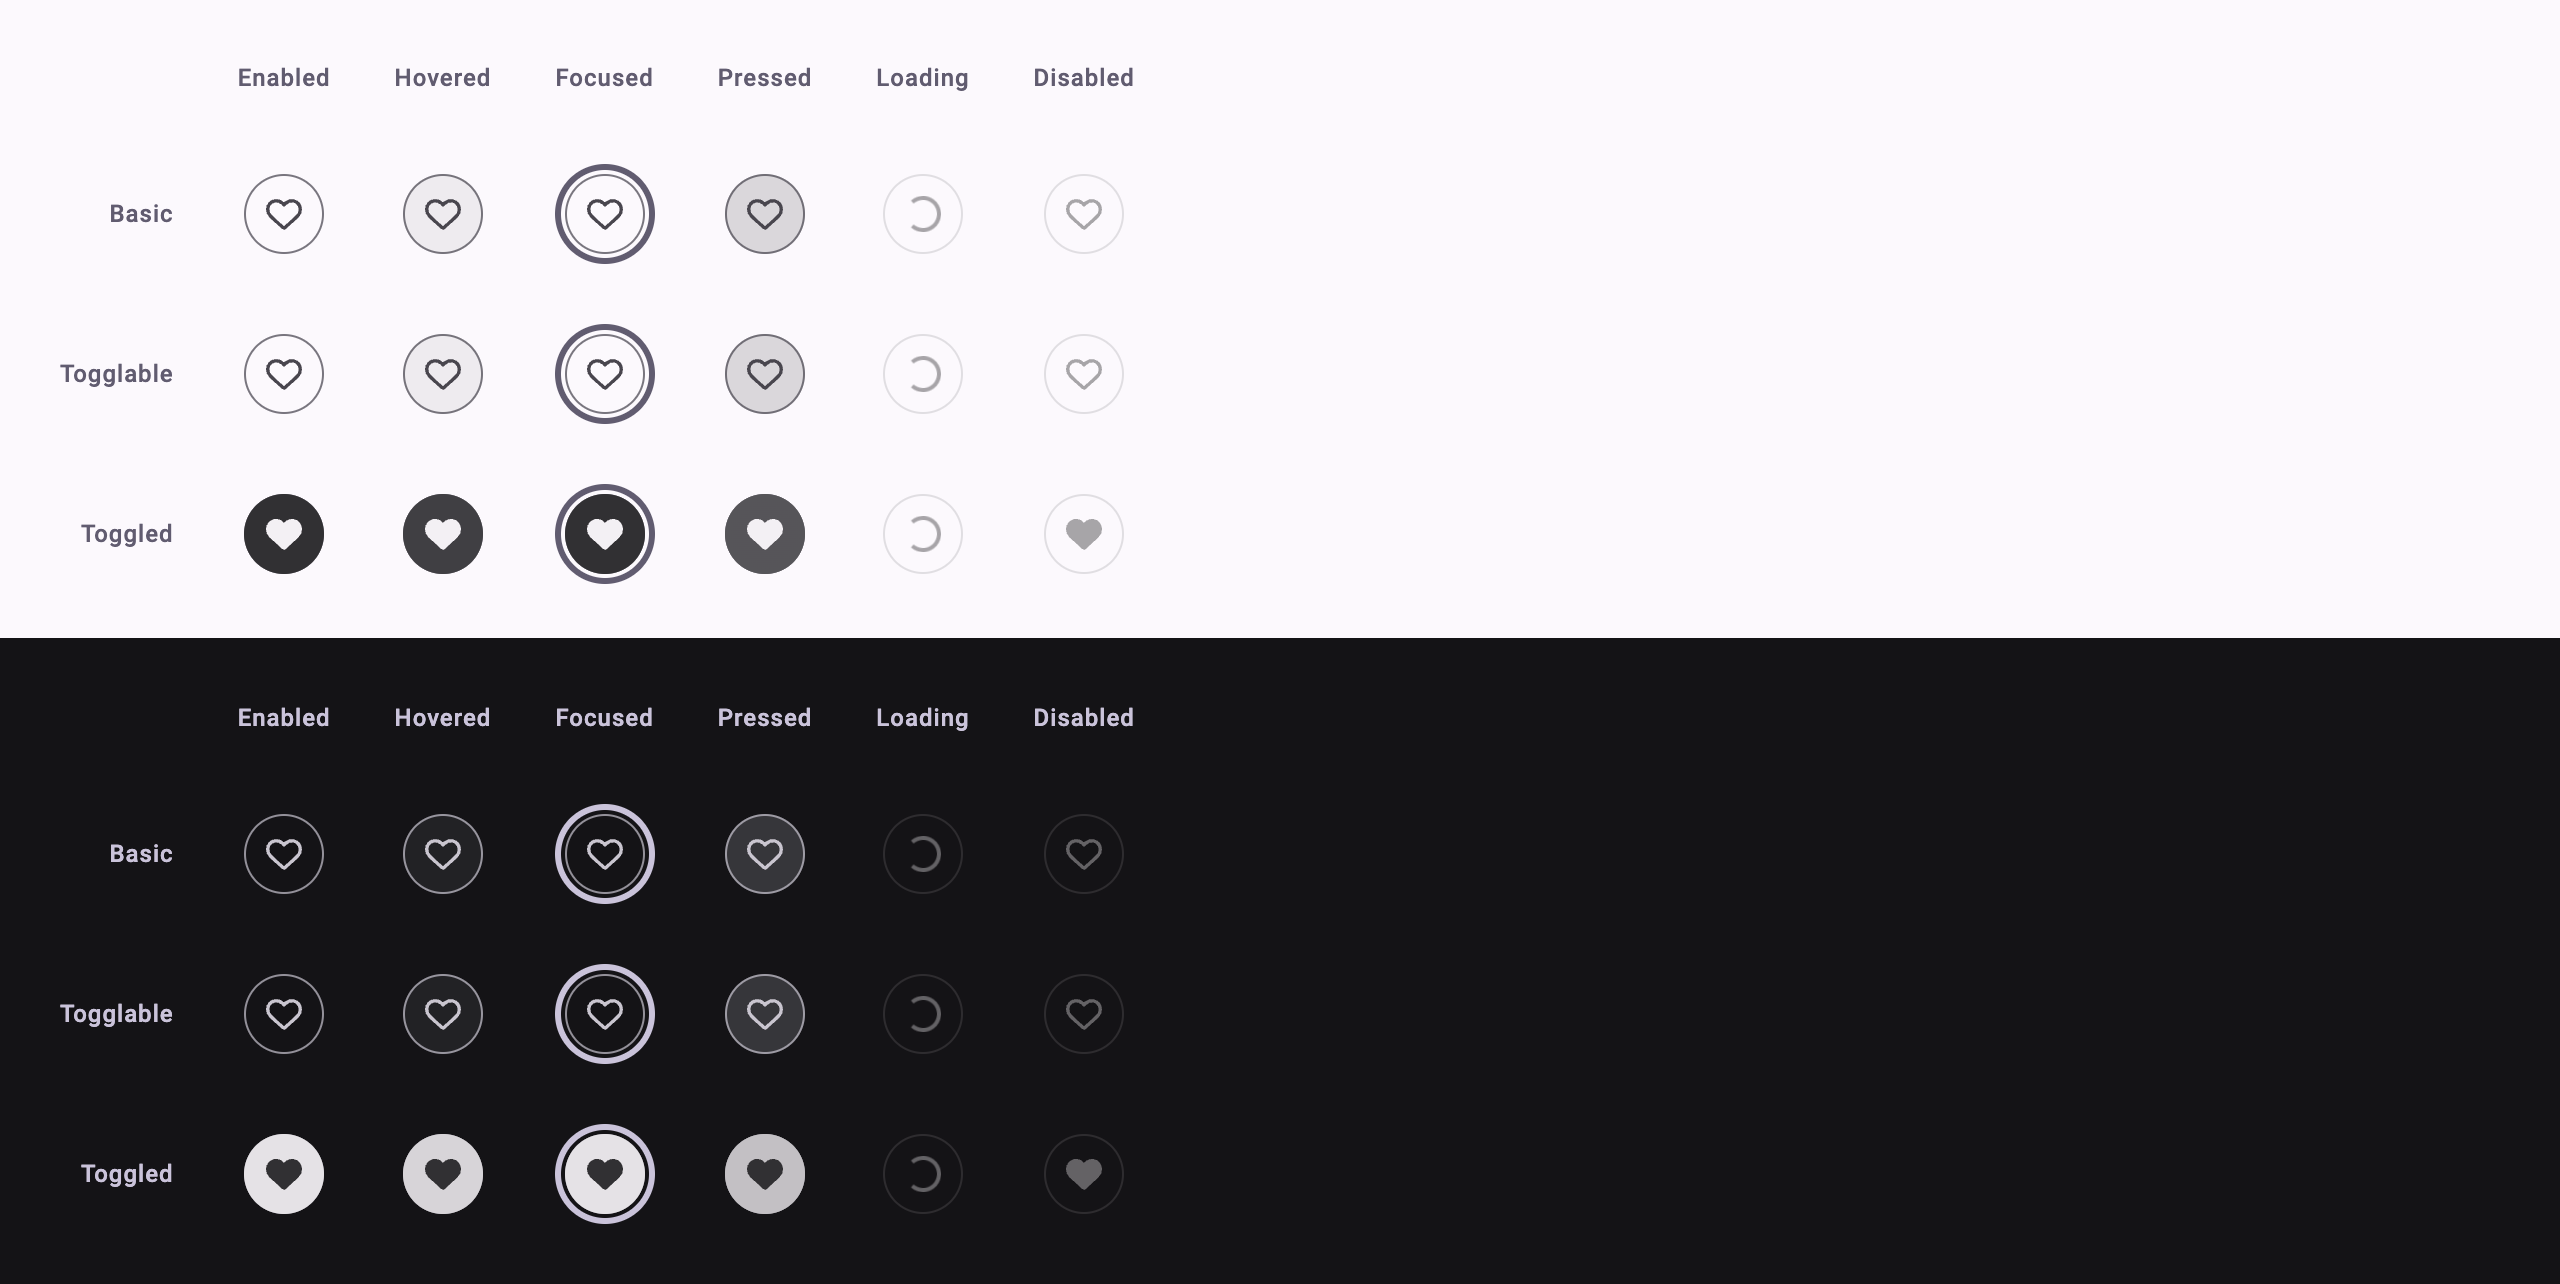 Enabled Hovered Focused Pressed Loading Disabled
Basic
Togglable
Toggled
Enabled Hovered Focused Pressed Loading Disabled
Basic
Togglable
Toggled